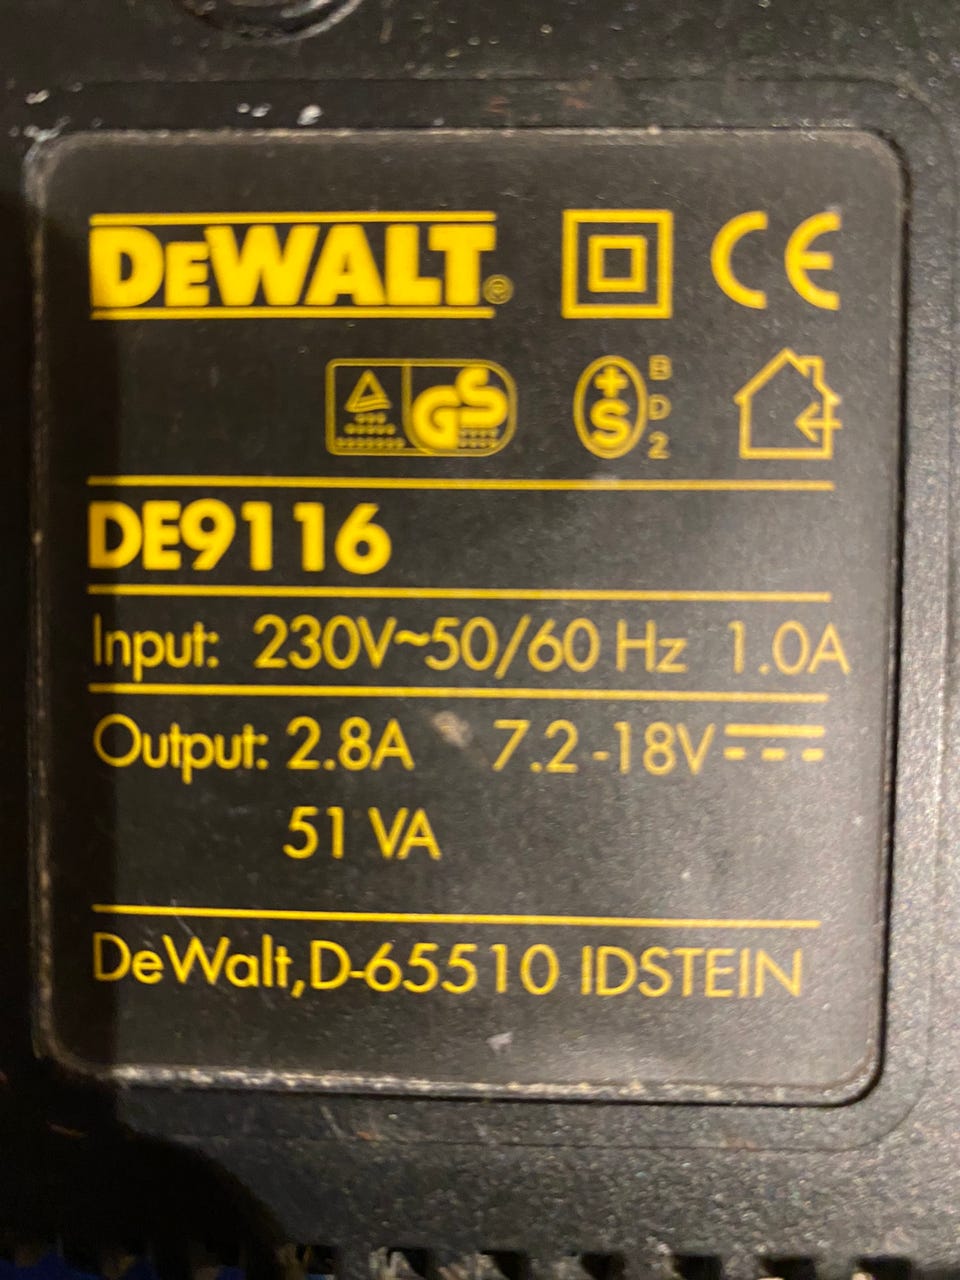 DEWALT®
CE
GS
+S
B
D
2
DE9116
Input: 230V~50/60 Hz 1.0A
Output: 2.8A 7.2-18V⎓
51 VA
DeWalt,D-65510 IDSTEIN